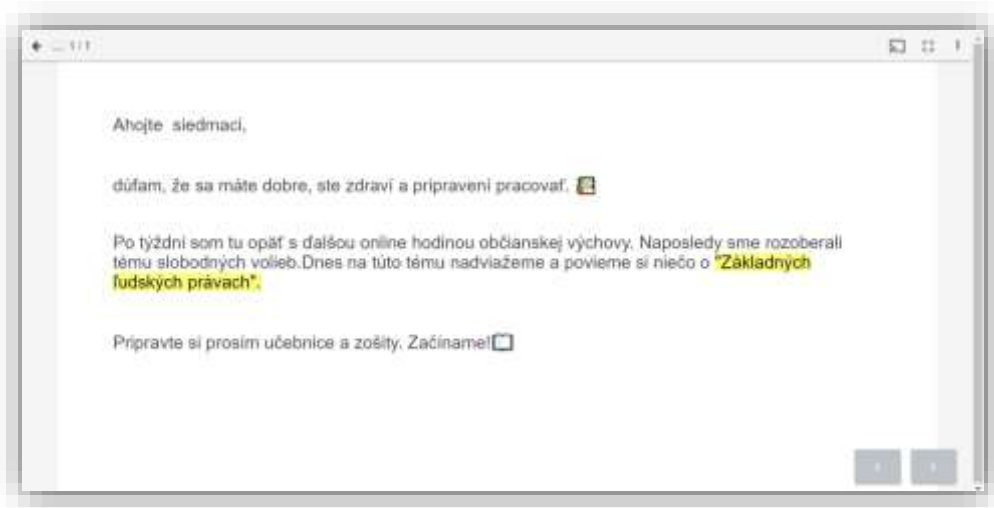 ... 1 / 1
Ahojte siedmaci,
dúfam, že sa máte dobre, ste zdraví a pripravení pracovať.
Po týždni som tu opäť s ďalšou online hodinou občianskej výchovy. Naposledy sme rozoberali
tému slobodných volieb.Dnes na túto tému nadviažeme a povieme si niečo o "Základných
ľudských právach".
Pripravte si prosím učebnice a zošity. Začíname!